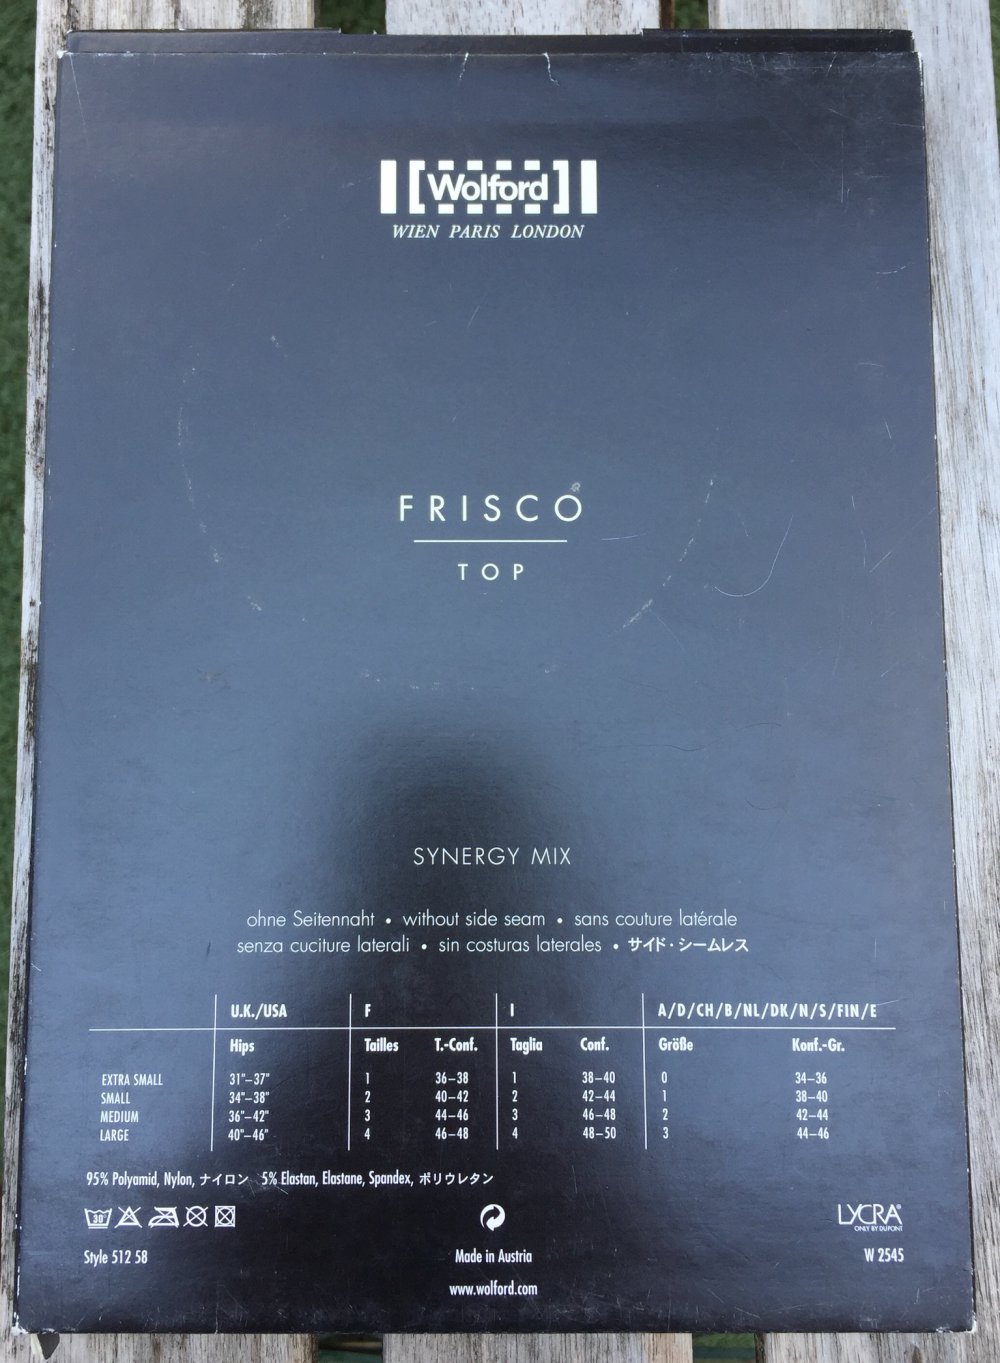 Wolford
WIEN PARIS LONDON
FRISCO
TOP
SYNERGY MIX
ohne Seitennaht • without side seam • sans couture latérale
senza cuciture laterali • sin costuras laterales • サイド・シームレス
U.K./USA F I A/D/CH/B/NL/DK/N/S/FIN/E
Hips Tailles T.-Conf. Taglia Conf. Größe Konf.-Gr.
EXTRA SMALL 31"–37" 1 36–38 1 38–40 0 34–36
SMALL 34"–38" 2 40–42 2 42–44 1 38–40
MEDIUM 36"–42" 3 44–46 3 46–48 2 42–44
LARGE 40"–46" 4 46–48 4 48–50 3 44–46
95% Polyamid, Nylon, ナイロン 5% Elastan, Elastane, Spandex, ポリウレタン
30° LYCRA®
ONLY BY DUPONT
Style 512 58 Made in Austria W 2545
www.wolford.com